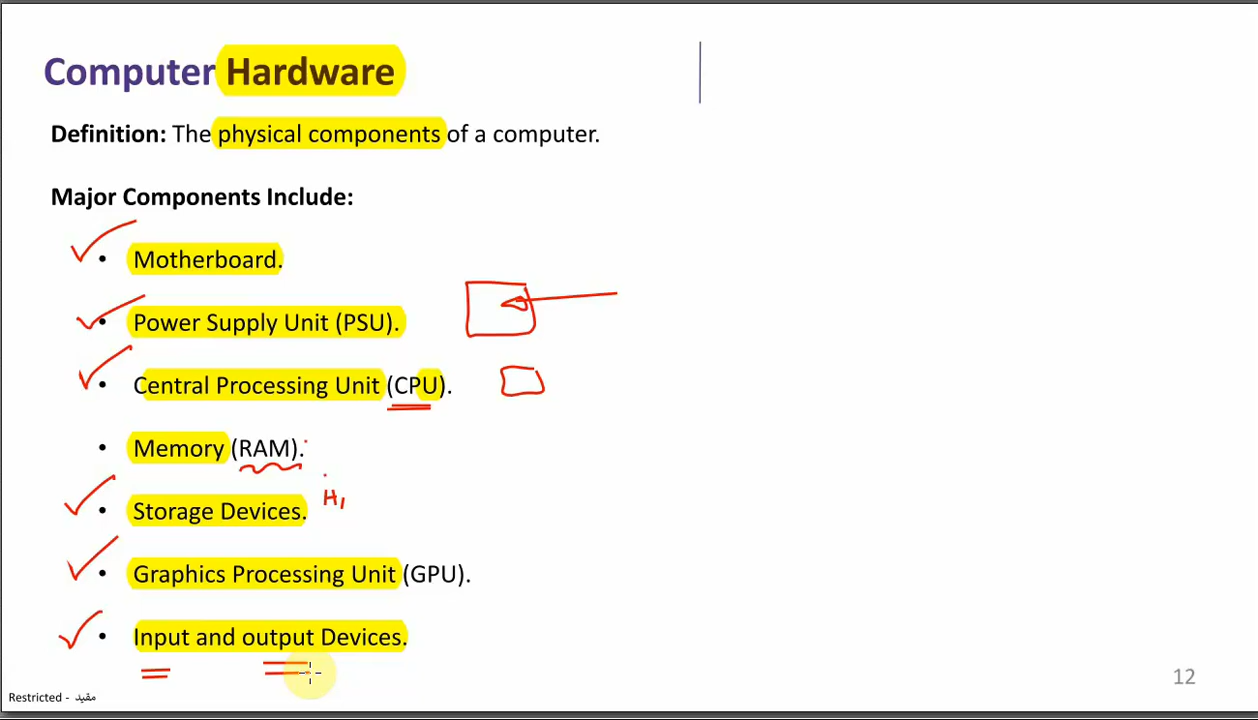 Computer Hardware
Definition: The physical components of a computer.
Major Components Include:
• Motherboard.
• Power Supply Unit (PSU).
• Central Processing Unit (CPU).
• Memory (RAM).
• Storage Devices.
• Graphics Processing Unit (GPU).
• Input and output Devices.
12
Restricted - مقيد